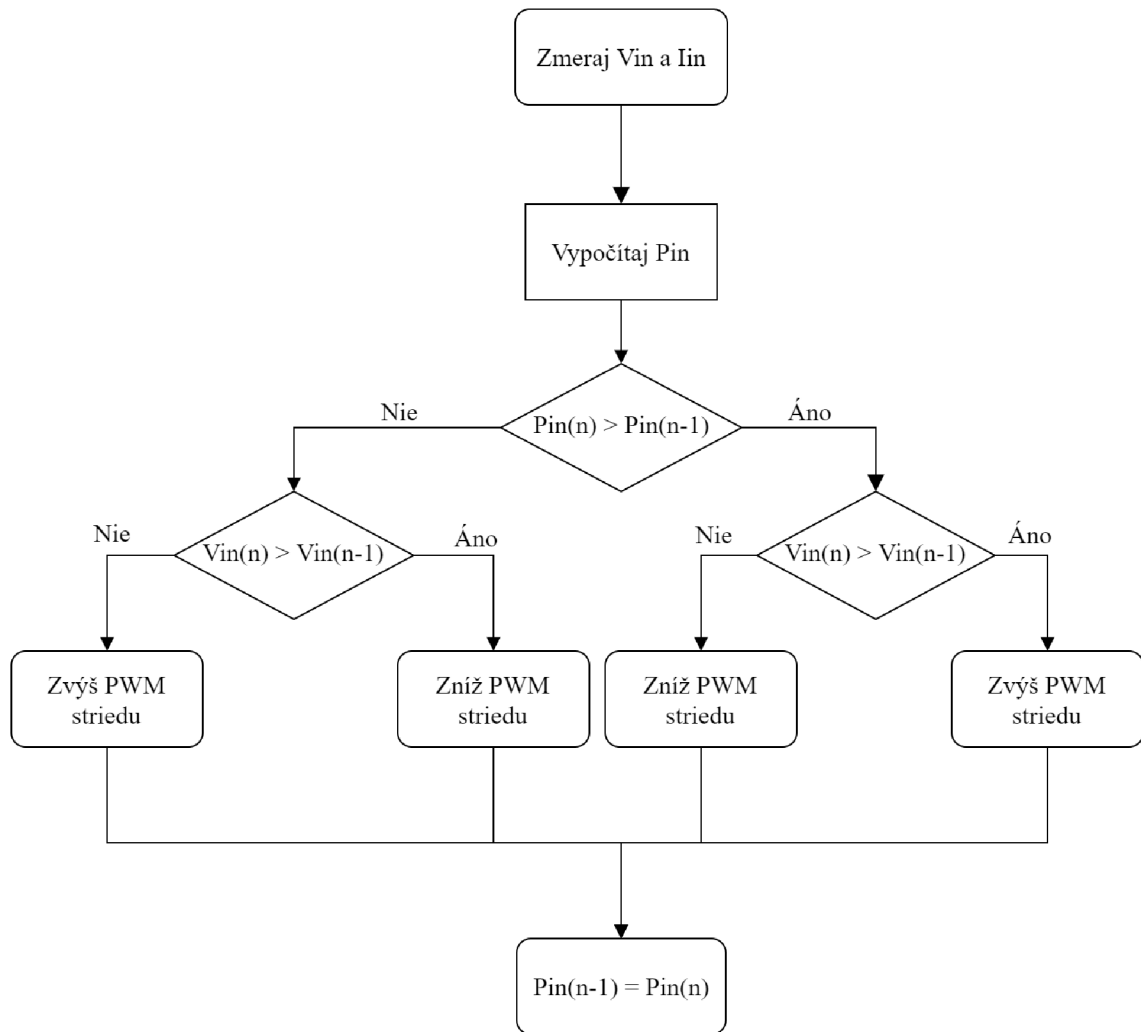 Zmeraj Vin a Iin
Vypočítaj Pin
Nie
Pin(n) > Pin(n-1)
Áno
Nie
Vin(n) > Vin(n-1)
Áno
Nie
Vin(n) > Vin(n-1)
Áno
Zvýš PWM
striedu
Zníž PWM
striedu
Zníž PWM
striedu
Zvýš PWM
striedu
Pin(n-1) = Pin(n)